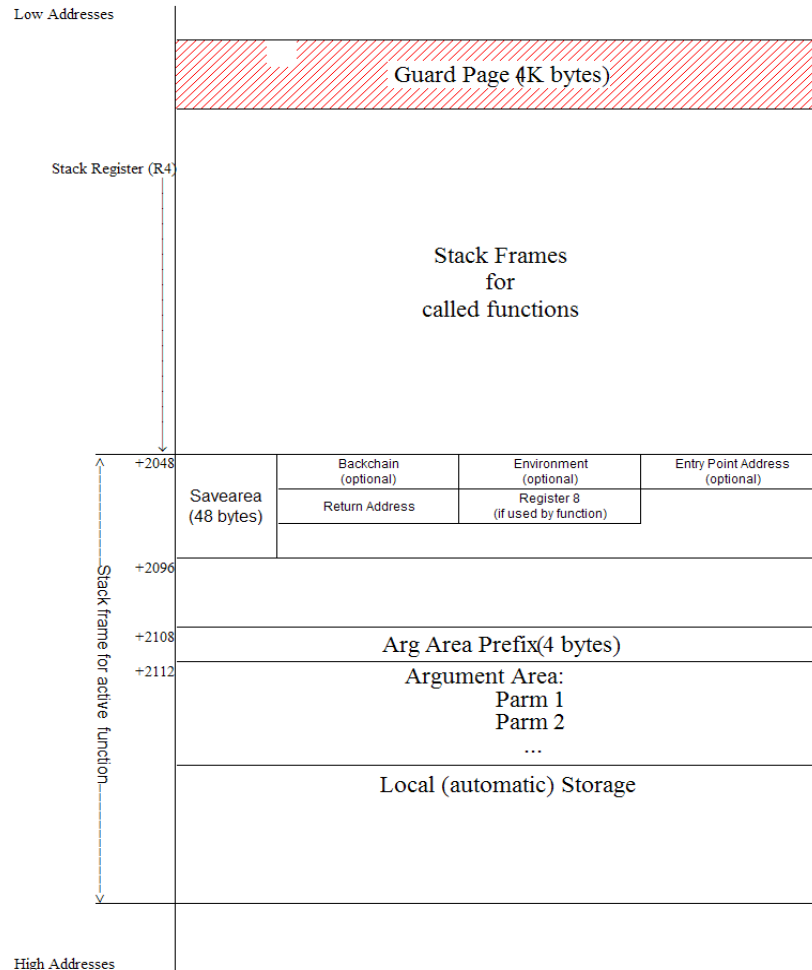 Low Addresses
Guard Page (4K bytes)
Stack Register (R4)
Stack Frames
for
called functions
+2048
Savearea
(48 bytes)
Backchain
(optional)
Environment
(optional)
Entry Point Address
(optional)
Return Address
Register 8
(if used by function)
+2096
Stack frame for active function
+2108
Arg Area Prefix(4 bytes)
+2112
Argument Area:
Parm 1
Parm 2
...
Local (automatic) Storage
High Addresses